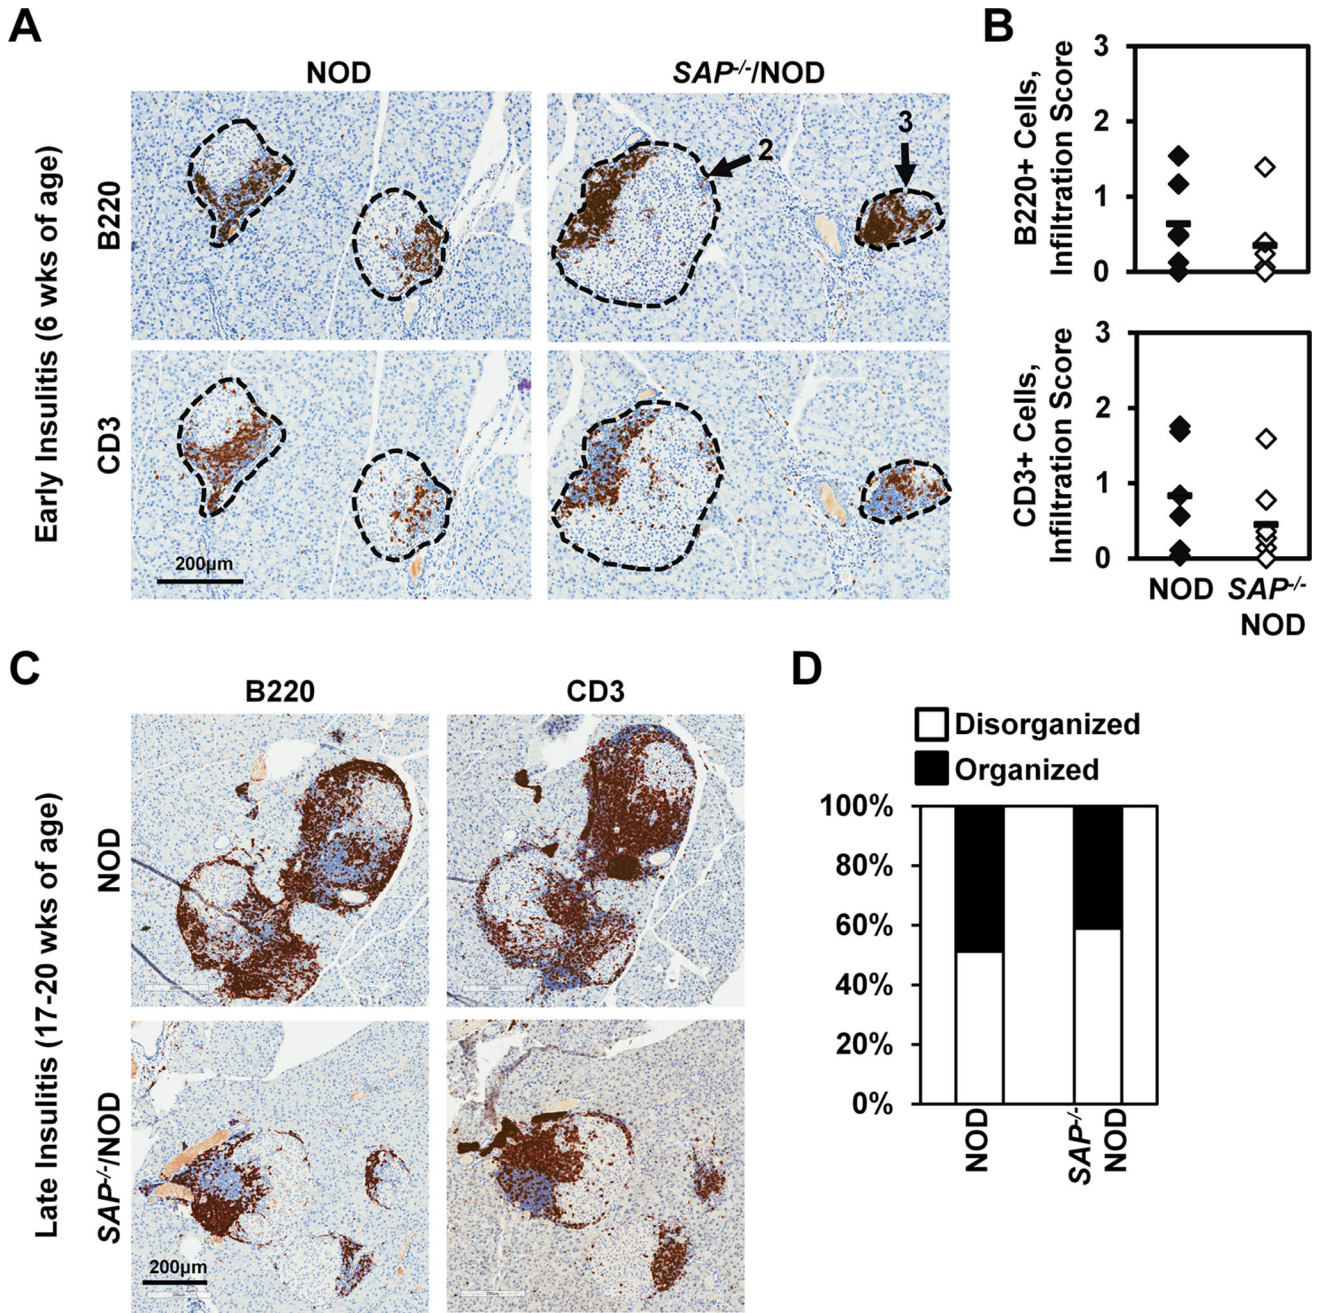 A
NOD
SAP-/-/NOD
Early Insulitis (6 wks of age)
B220
2
3
CD3
200μm
B
B220+ Cells,
Infiltration Score
3
2
1
0
CD3+ Cells,
Infiltration Score
3
2
1
0
NOD
SAP-/-
NOD
C
B220
CD3
Late Insulitis (17-20 wks of age)
NOD
SAP-/-/NOD
200μm
D
Disorganized
Organized
100%
80%
60%
40%
20%
0%
NOD
SAP-/-
NOD